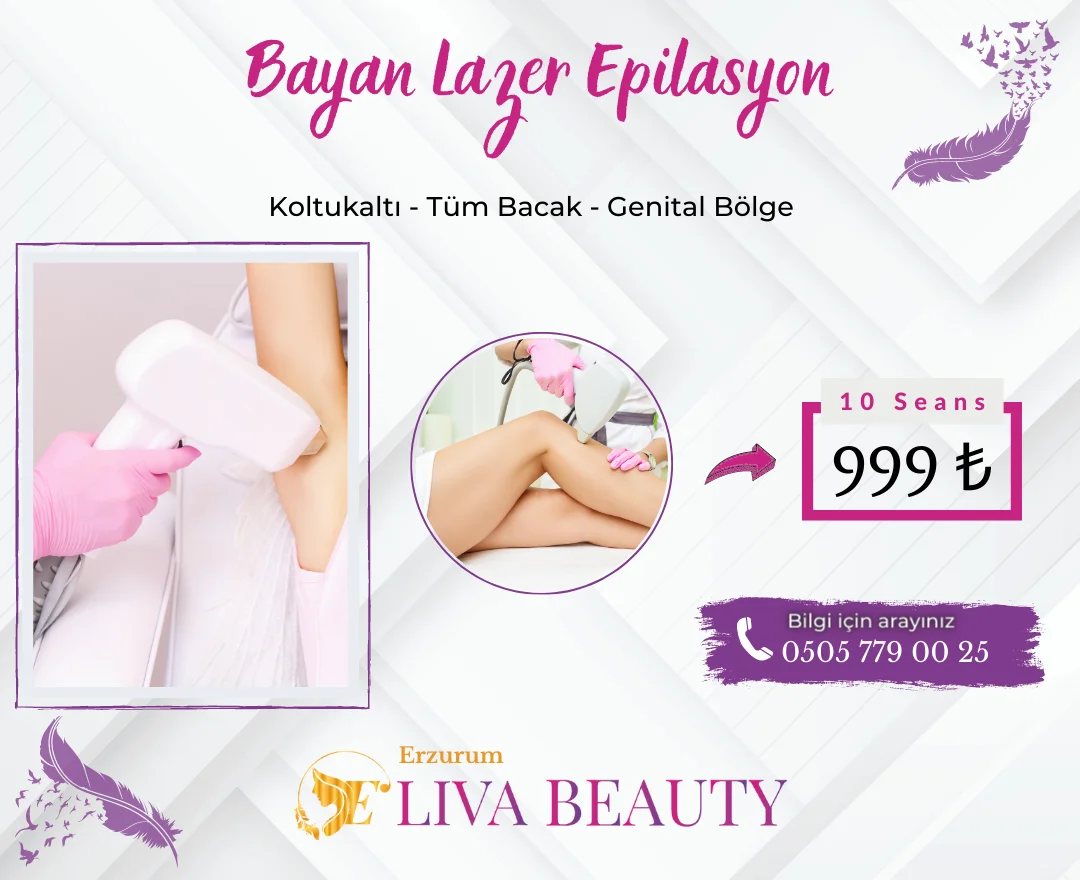 Bayan Lazer Epilasyon
Koltukaltı - Tüm Bacak - Genital Bölge
10 Seans
999 ₺
Bilgi için arayınız
0505 779 00 25
Erzurum
E LIVA BEAUTY